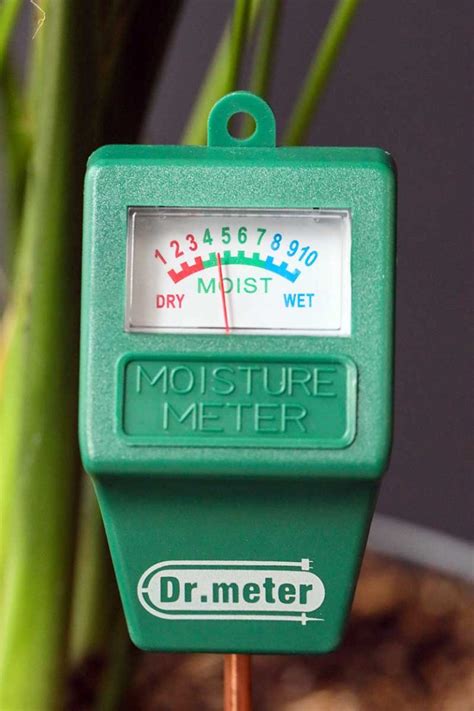 1 2 3 4 5 6 7 8 9 10
DRY MOIST WET
MOISTURE
METER
Dr.meter